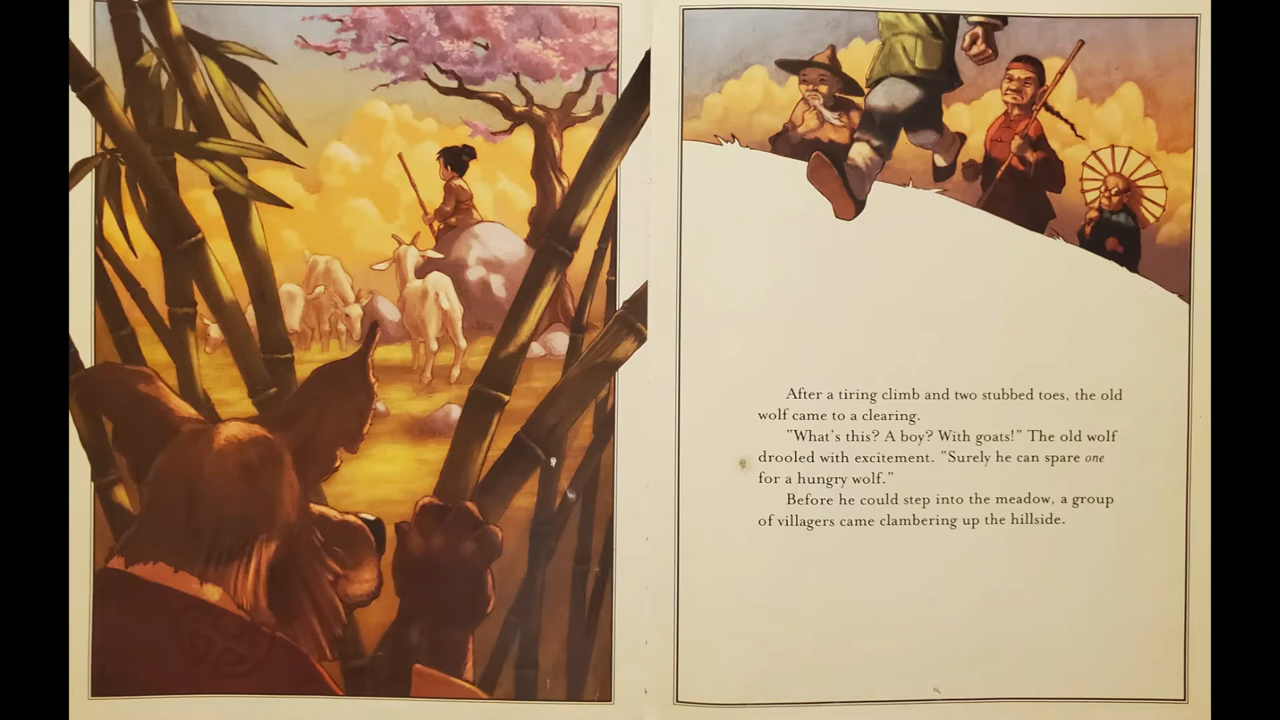 After a tiring climb and two stubbed toes, the old
wolf came to a clearing.
"What's this? A boy? With goats!" The old wolf
drooled with excitement. "Surely he can spare one
for a hungry wolf."
Before he could step into the meadow, a group
of villagers came clambering up the hillside.